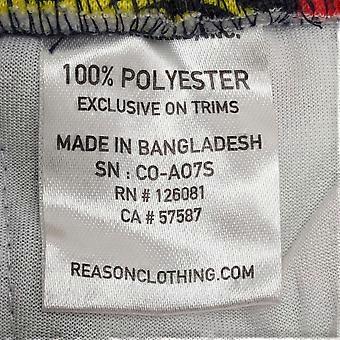 100% POLYESTER
EXCLUSIVE ON TRIMS
MADE IN BANGLADESH
SN : CO-A07S
RN # 126081
CA # 57587
REASONCLOTHING.COM